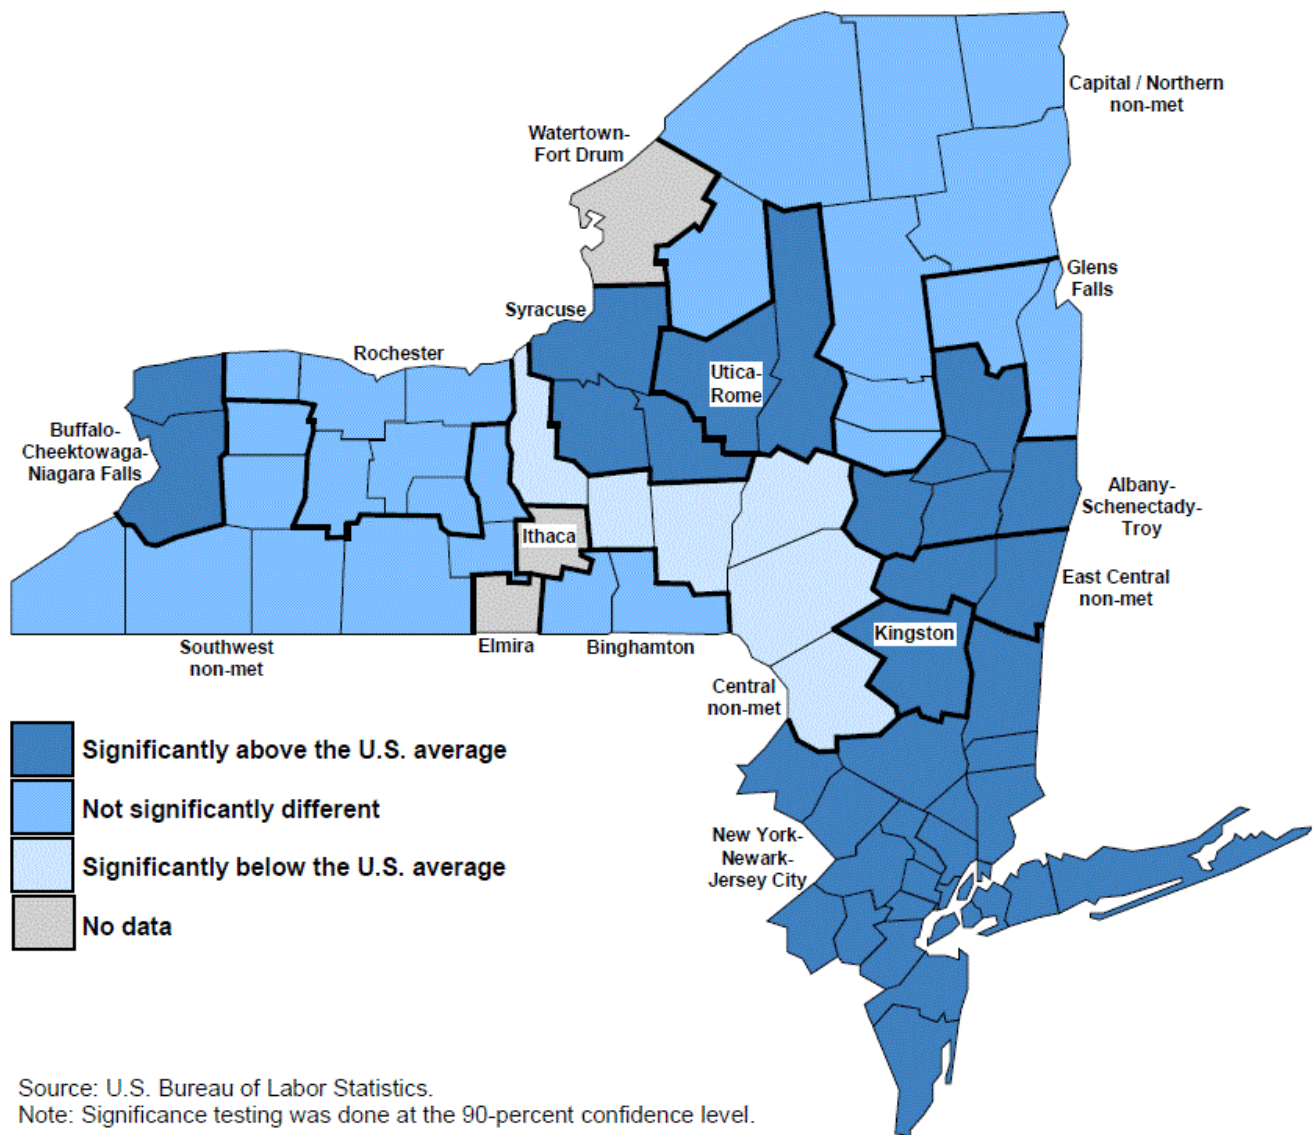 Capital / Northern
non-met
Watertown-
Fort Drum
Glens
Falls
Syracuse
Rochester
Utica-
Rome
Buffalo-
Cheektowaga-
Niagara Falls
Albany-
Schenectady-
Troy
Ithaca
East Central
non-met
Kingston
Southwest
non-met
Elmira
Binghamton
Central
non-met
Significantly above the U.S. average
Not significantly different
Significantly below the U.S. average
No data
New York-
Newark-
Jersey City
Source: U.S. Bureau of Labor Statistics.
Note: Significance testing was done at the 90-percent confidence level.